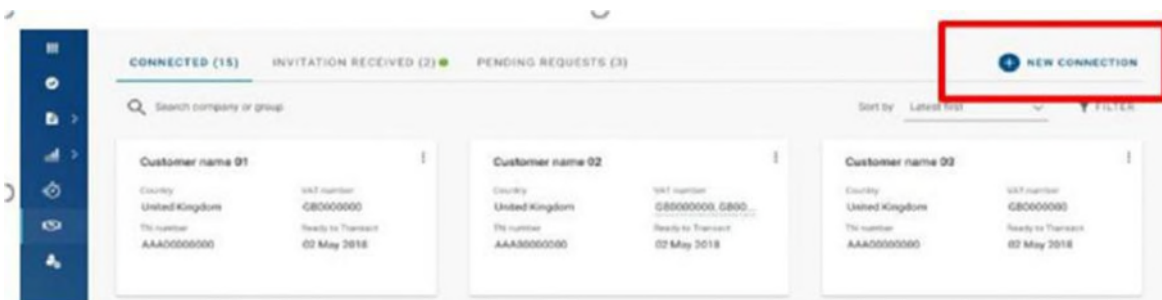 CONNECTED (15) INVITATION RECEIVED (2) PENDING REQUESTS (3) NEW CONNECTION
Search company or group Sort by Latest first FILTER
Customer name 01 Customer name 02 Customer name 03
Country VAT number Country VAT number Country VAT number
United Kingdom GB0000000 United Kingdom GB0000000, GB00... United Kingdom GB0000000
TN number Ready to Transact TN number Ready to Transact TN number Ready to Transact
AAA00000000 02 May 2018 AAA00000000 02 May 2018 AAA00000000 02 May 2018